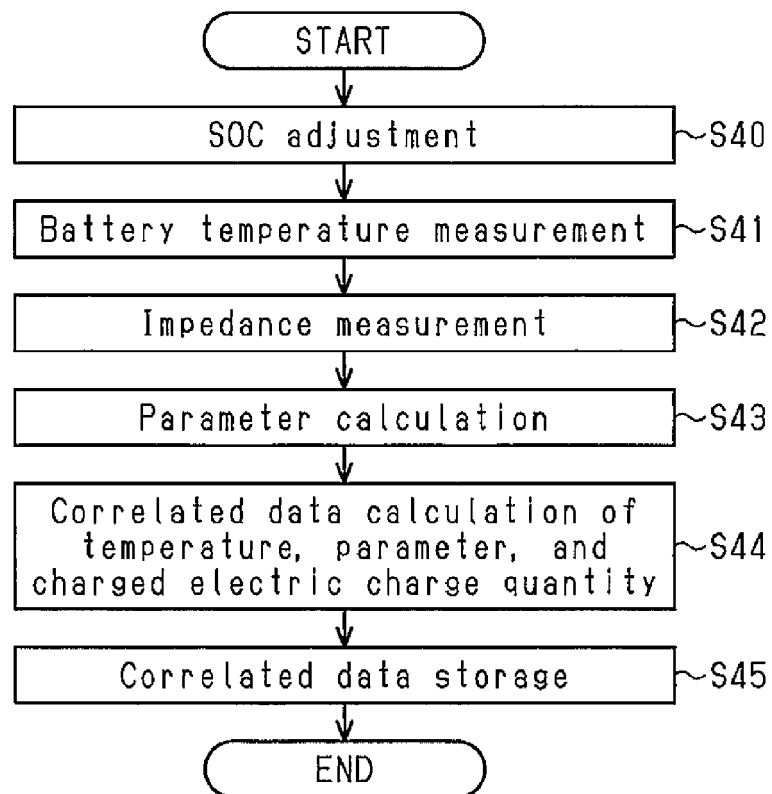 START
SOC adjustment
~S40
Battery temperature measurement
~S41
Impedance measurement
~S42
Parameter calculation
~S43
Correlated data calculation of
temperature, parameter, and
charged electric charge quantity
~S44
Correlated data storage
~S45
END